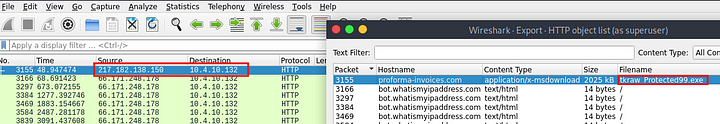 File Edit View Go Capture Analyze Statistics Telephony Wireless Tools Help
Apply a display filter ... <Ctrl-/>
No. Time Source Destination Protocol
3155 48.947474 217.182.138.150 10.4.10.132 HTTP
3166 68.691423 66.171.248.178 10.4.10.132 HTTP
3297 673.072155 66.171.248.178 10.4.10.132 HTTP
3384 1277.392746 66.171.248.178 10.4.10.132 HTTP
3469 1883.154667 66.171.248.178 10.4.10.132 HTTP
3584 2487.281178 66.171.248.178 10.4.10.132 HTTP
3883 3091.437608 66.171.248.178 10.4.10.132 HTTP
Wireshark · Export · HTTP object list (as superuser)
Text Filter: Content Type: All Con
Packet Hostname Content Type Size Filename
3155 proforma-invoices.com application/x-msdownload 2025 kB tkraw_Protected99.exe
3166 bot.whatismyipaddress.com text/html 14 bytes /
3297 bot.whatismyipaddress.com text/html 14 bytes /
3384 bot.whatismyipaddress.com text/html 14 bytes /
3469 bot.whatismyipaddress.com text/html 14 bytes /